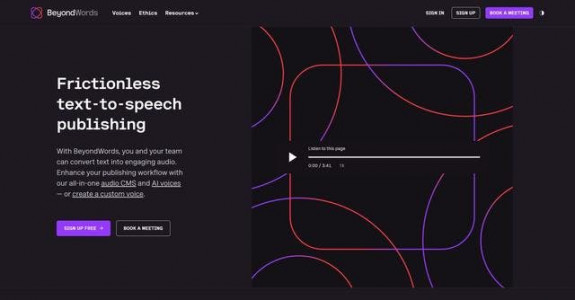 BeyondWords
Voices Ethics Resources
SIGN IN SIGN UP BOOK A MEETING
Frictionless
text-to-speech
publishing
With BeyondWords, you and your team
can convert text into engaging audio.
Enhance your publishing workflow with
our all-in-one audio CMS and AI voices
— or create a custom voice.
SIGN UP FREE → BOOK A MEETING
Listen to this page
0:00 / 3:41 1X